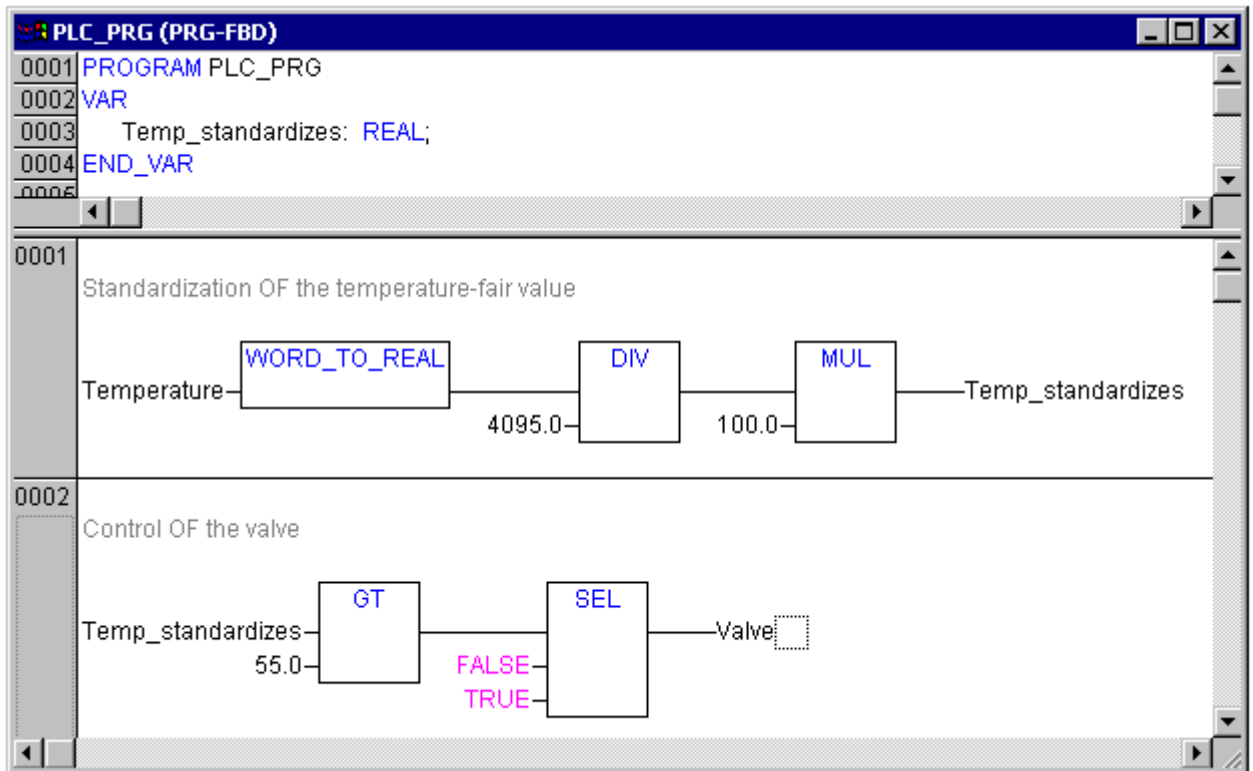 PLC_PRG (PRG-FBD)
0001 PROGRAM PLC_PRG
0002 VAR
0003 Temp_standardizes: REAL;
0004 END_VAR
0001
Standardization OF the temperature-fair value
WORD_TO_REAL DIV MUL
Temperature Temp_standardizes
4095.0 100.0
0002
Control OF the valve
GT SEL
Temp_standardizes Valve
55.0 FALSE
TRUE